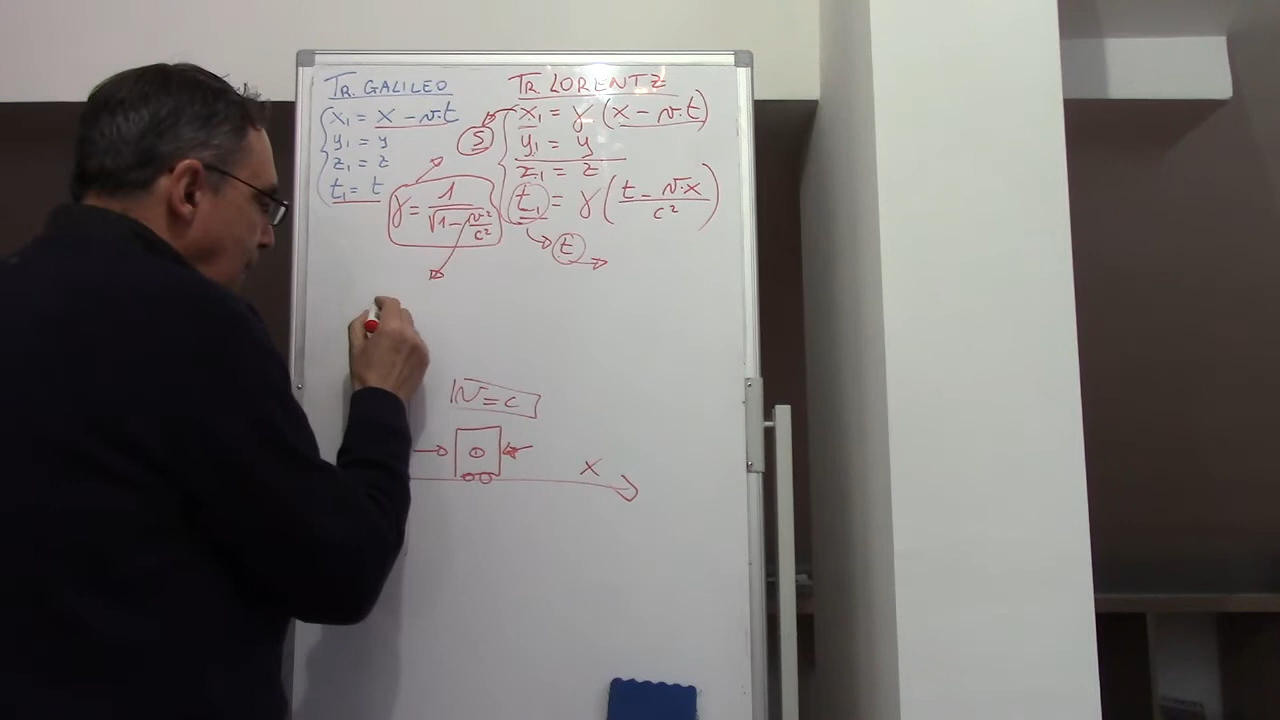 TR. GALILEO
x₁ = x - v·t
y₁ = y
z₁ = z
t₁ = t
γ = 1/√(1 - v²/c²)
TR. LORENTZ
x₁ = γ (x - v·t)
y₁ = y
z₁ = z
t₁ = γ (t - v·x/c²)
S
t
v = c
x